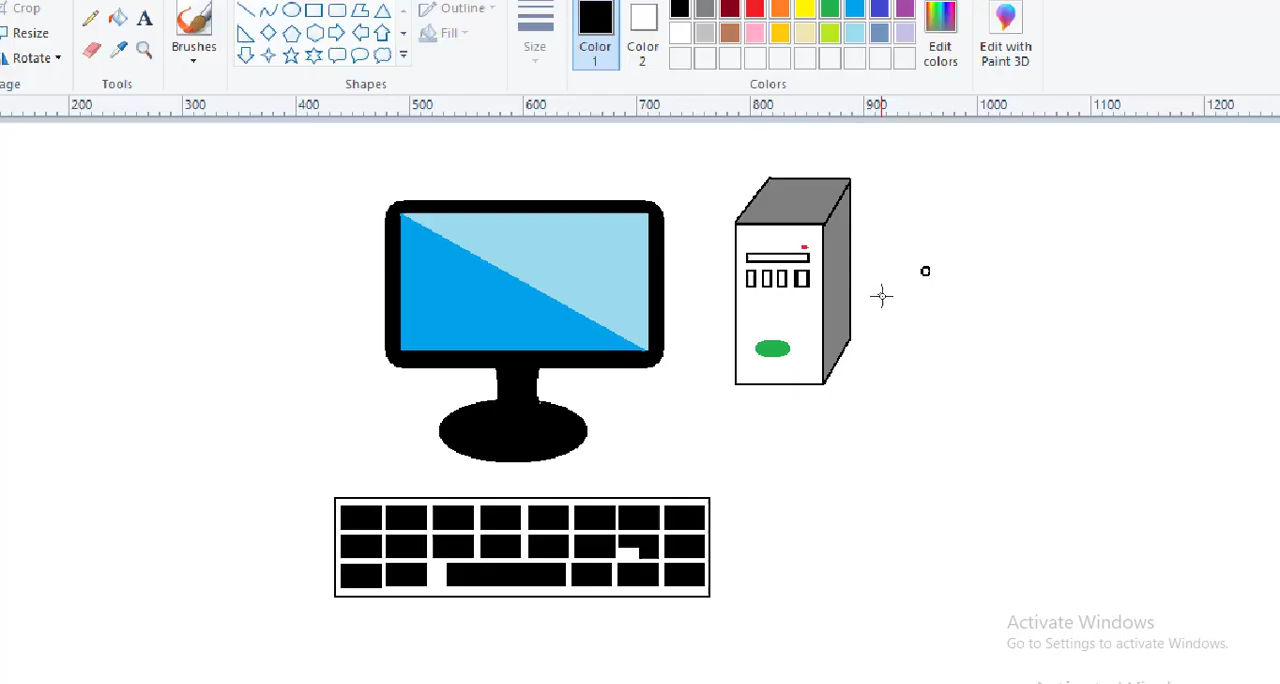 Crop
Resize
Rotate
age
A
Tools
Brushes
Shapes
Outline
Fill
Size
Color 1
Color 2
Colors
Edit colors
Edit with Paint 3D
200 300 400 500 600 700 800 900 1000 1100 1200
Activate Windows
Go to Settings to activate Windows.